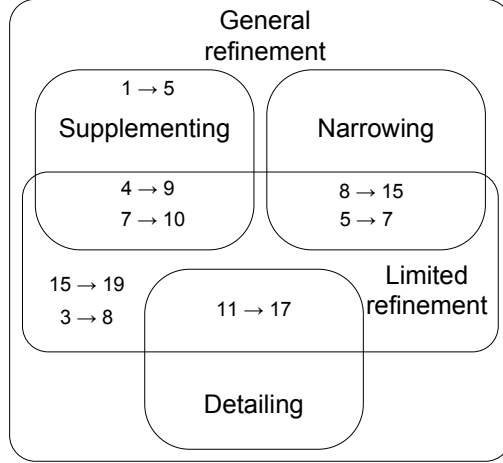 General
refinement
1 → 5
Supplementing
Narrowing
4 → 9
7 → 10
8 → 15
5 → 7
15 → 19
3 → 8
11 → 17
Limited
refinement
Detailing